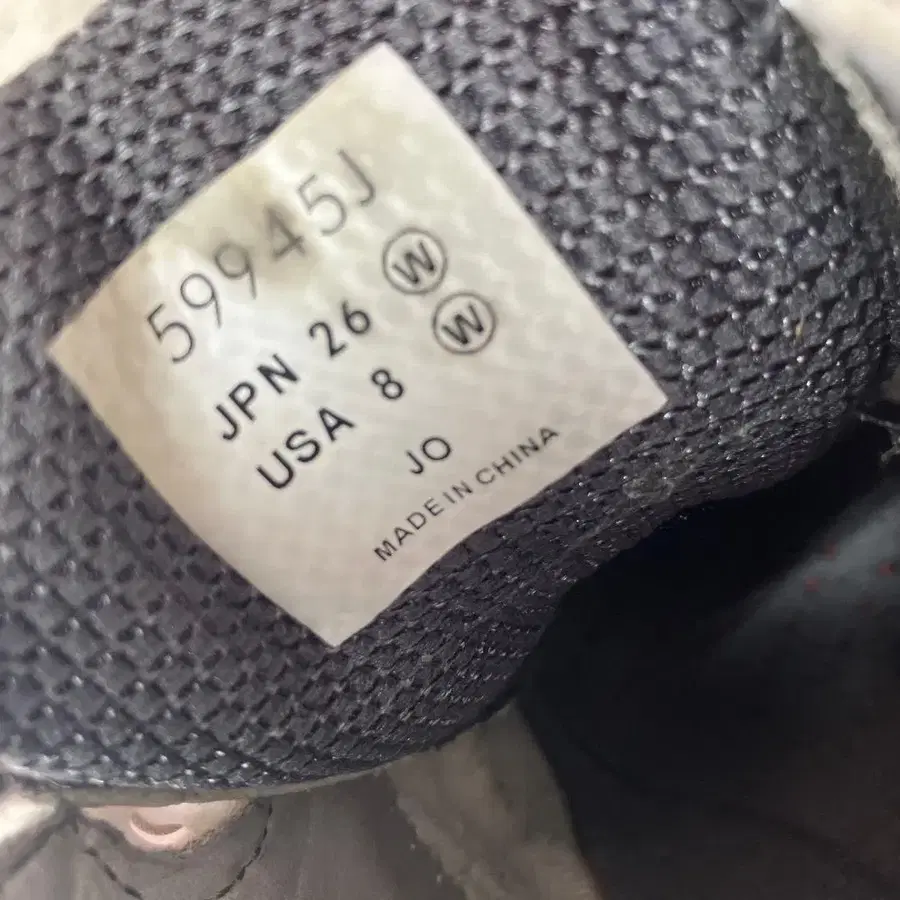 59945J
JPN 26 Ⓦ
USA 8 Ⓦ
JO
MADE IN CHINA